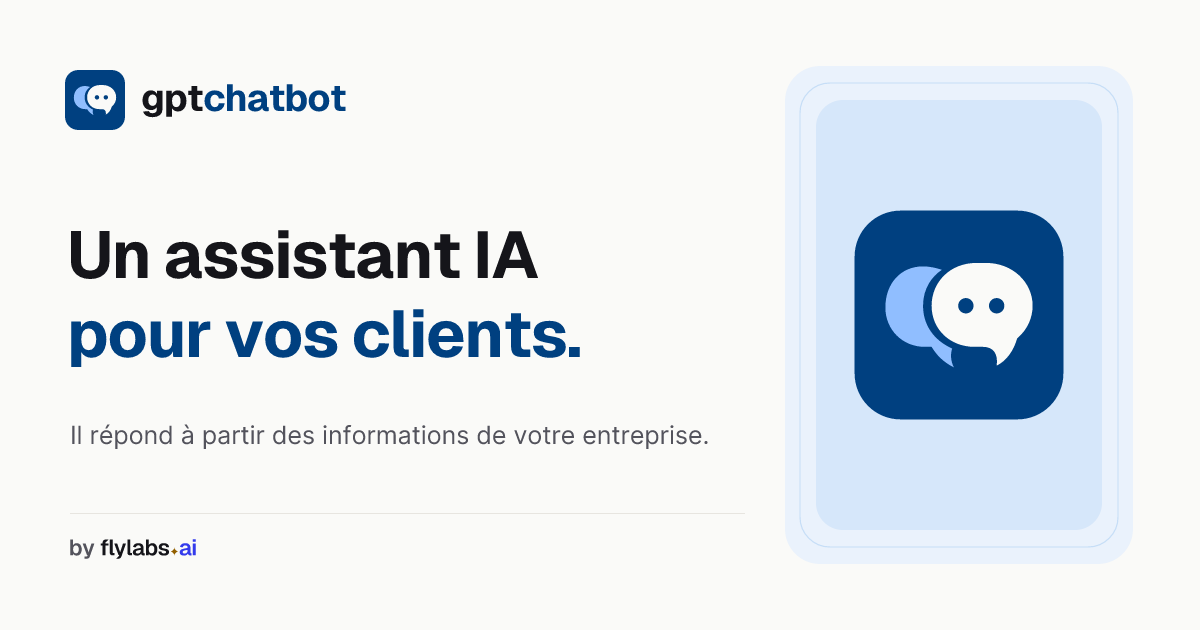 gptchatbot
Un assistant IA
pour vos clients.
Il répond à partir des informations de votre entreprise.
by flylabs✦ai